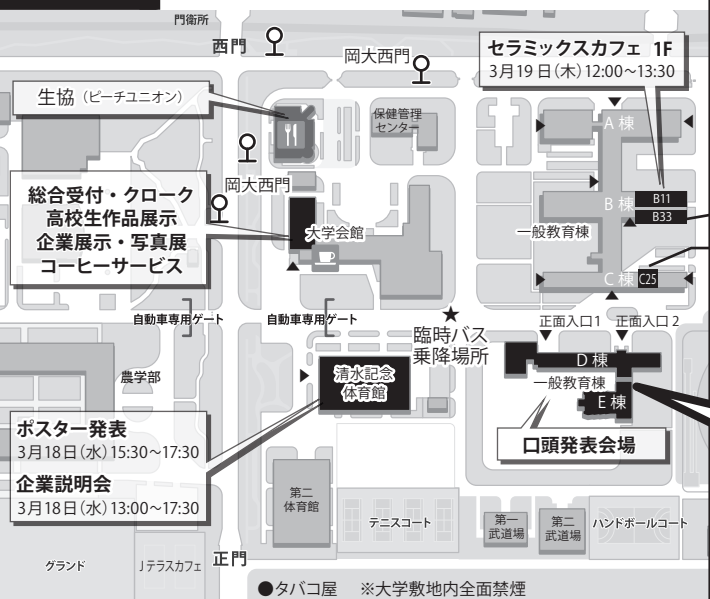 門衛所
西門
岡大西門
セラミックスカフェ 1F
3月19日(木)12:00~13:30
生協（ピーチユニオン）
保健管理
センター
A棟
岡大西門
総合受付・クローク
高校生作品展示
企業展示・写真展
コーヒーサービス
大学会館
B棟
B11
B33
一般教育棟
C棟
C25
自動車専用ゲート
自動車専用ゲート
★
臨時バス
乗降場所
正面入口1
正面入口2
D棟
一般教育棟
E棟
農学部
清水記念
体育館
口頭発表会場
ポスター発表
3月18日(水)15:30~17:30
企業説明会
3月18日(水)13:00~17:30
第二
体育館
テニスコート
第一
武道場
第二
武道場
ハンドボールコート
グランド
Jテラスカフェ
正門
●タバコ屋　※大学敷地内全面禁煙